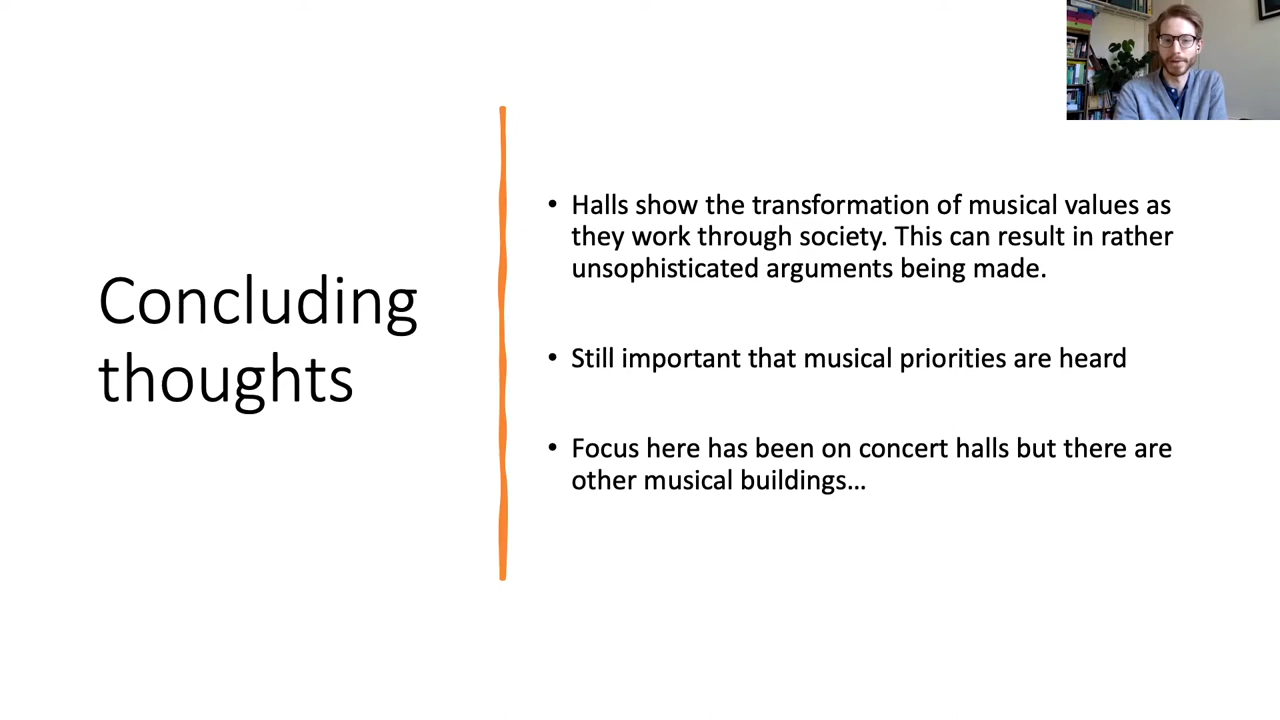 Concluding
thoughts
• Halls show the transformation of musical values as
they work through society. This can result in rather
unsophisticated arguments being made.
• Still important that musical priorities are heard
• Focus here has been on concert halls but there are
other musical buildings…